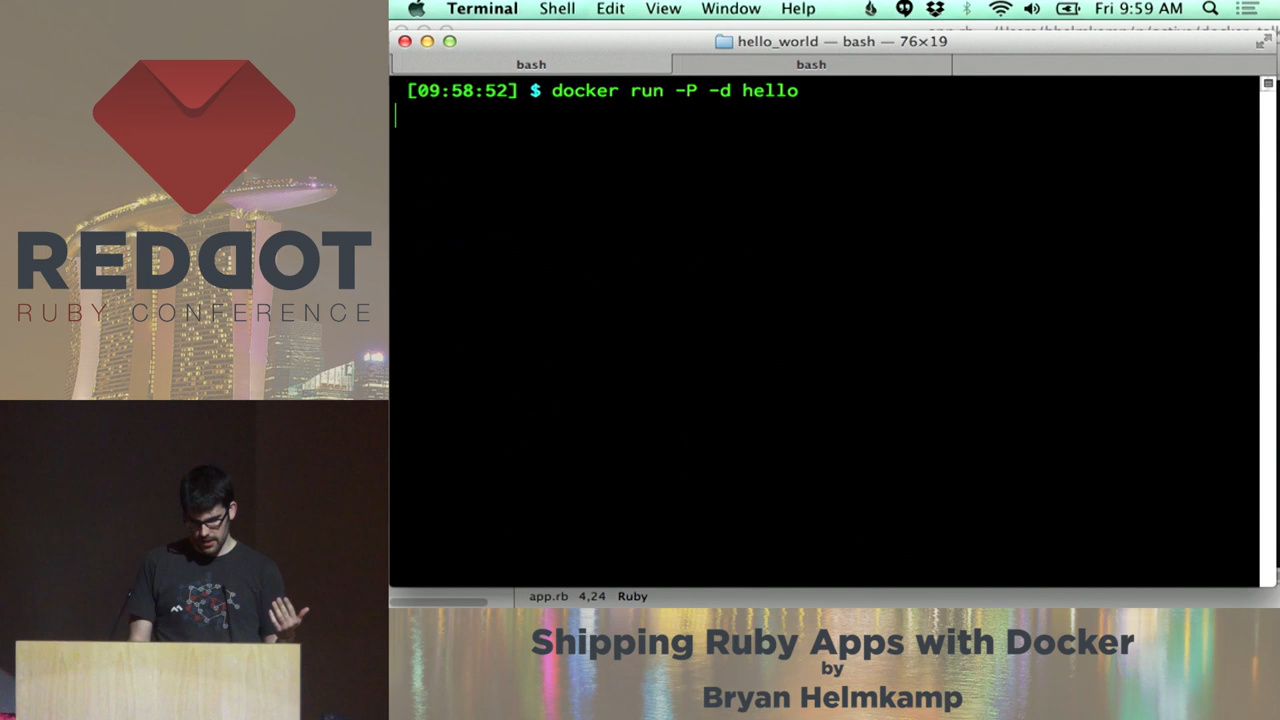 REDDOT
RUBY CONFERENCE
Terminal Shell Edit View Window Help Fri 9:59 AM
hello_world — bash — 76×19
bash bash
[09:58:52] $ docker run -P -d hello
app.rb 4,24 Ruby
Shipping Ruby Apps with Docker
by
Bryan Helmkamp